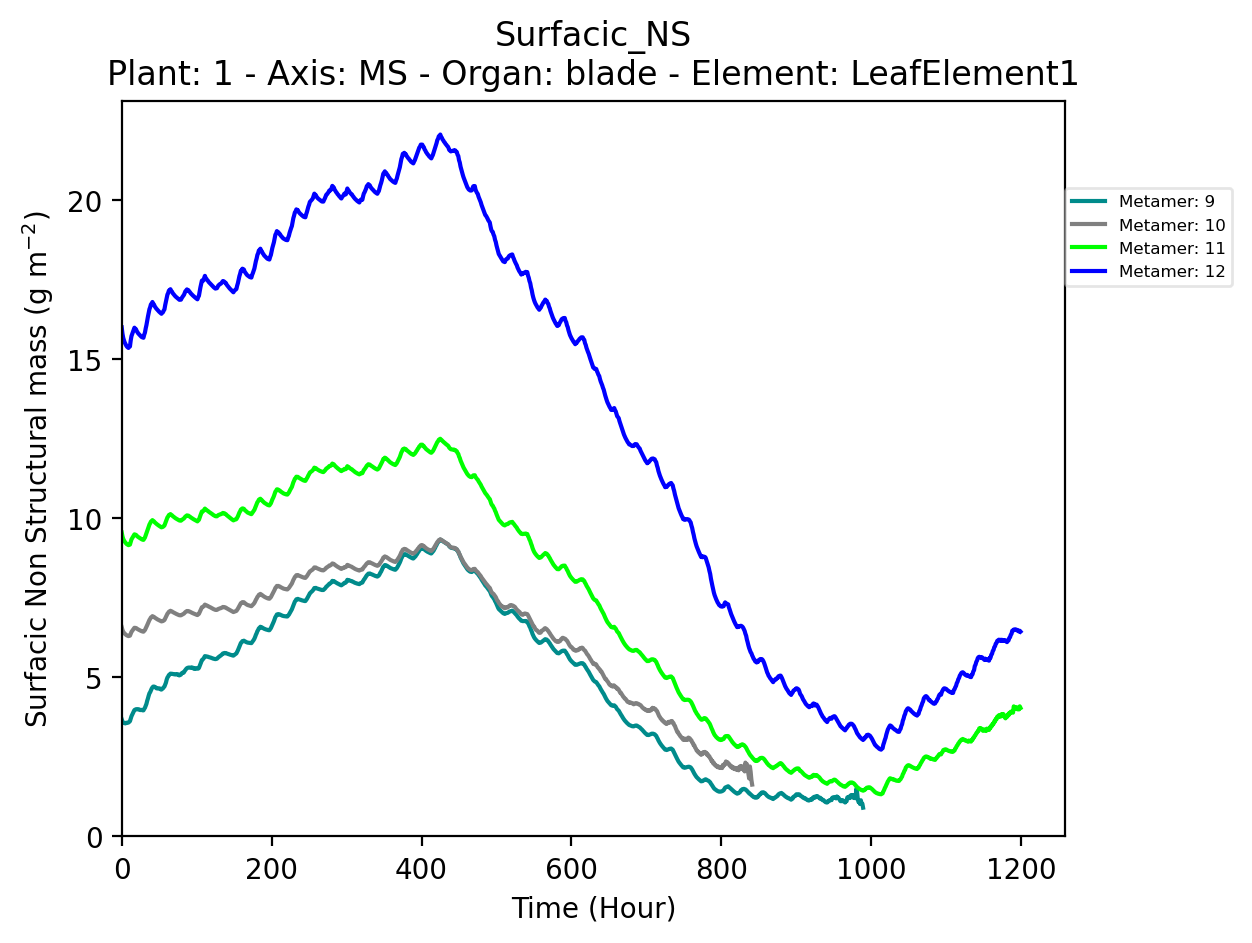 Surfacic_NS
Plant: 1 - Axis: MS - Organ: blade - Element: LeafElement1
Surfacic Non Structural mass (g m⁻²)
20
15
10
5
0
0 200 400 600 800 1000 1200
Time (Hour)
Metamer: 9
Metamer: 10
Metamer: 11
Metamer: 12